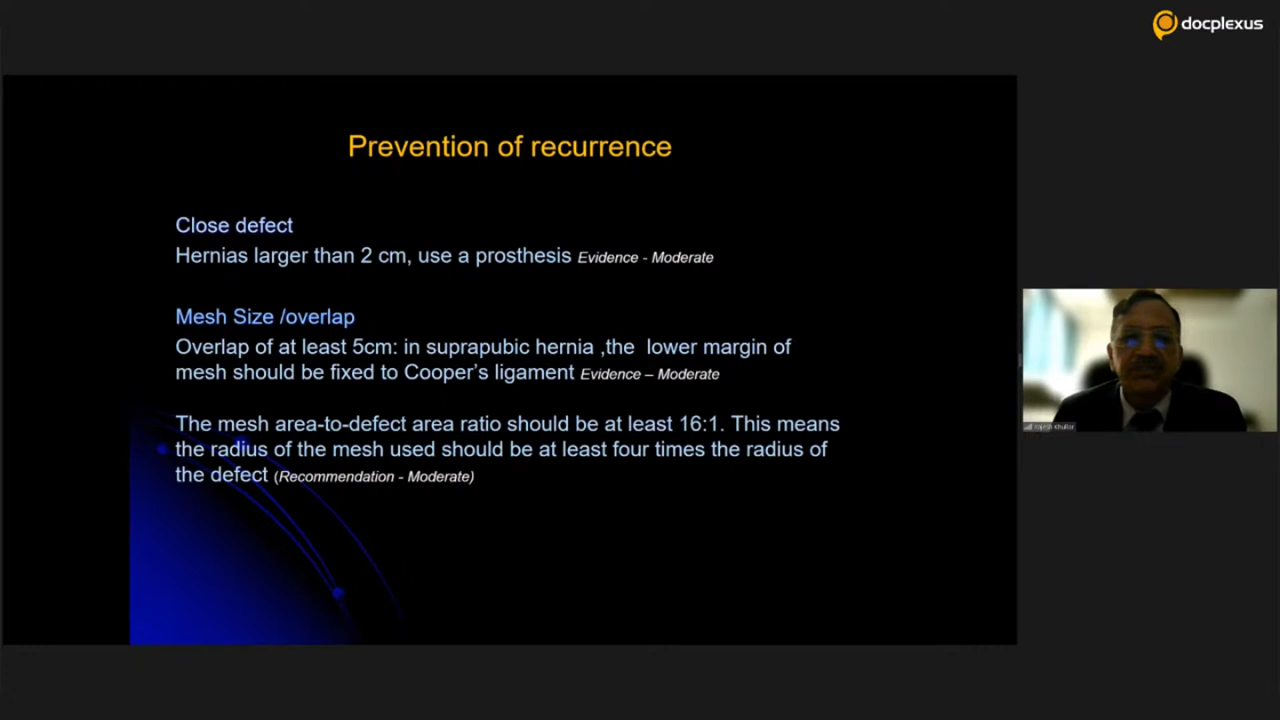 docplexus
Prevention of recurrence
Close defect
Hernias larger than 2 cm, use a prosthesis Evidence - Moderate
Mesh Size /overlap
Overlap of at least 5cm: in suprapubic hernia ,the lower margin of
mesh should be fixed to Cooper’s ligament Evidence – Moderate
The mesh area-to-defect area ratio should be at least 16:1. This means
the radius of the mesh used should be at least four times the radius of
the defect (Recommendation - Moderate)
rajesh khullar